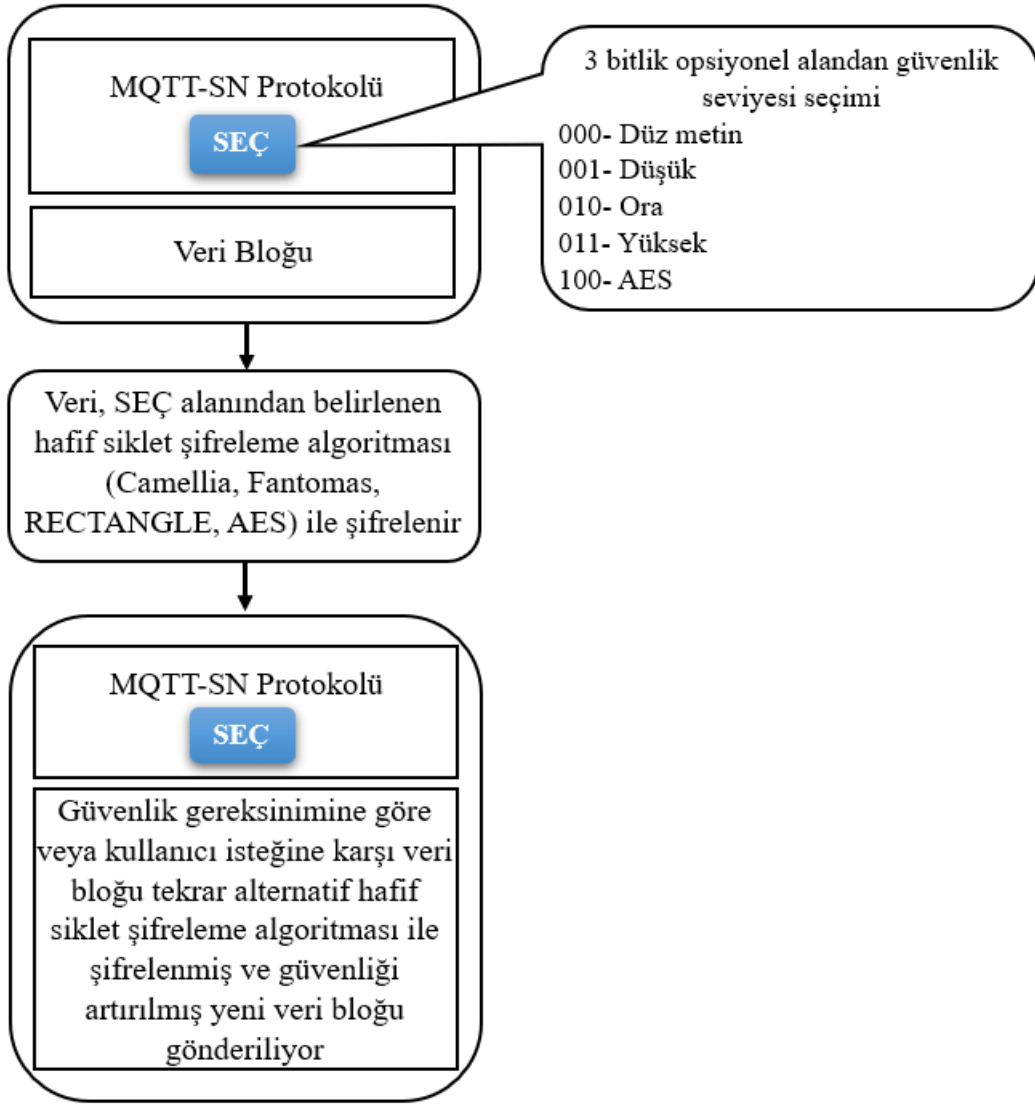 MQTT-SN Protokolü
SEÇ
3 bitlik opsiyonel alandan güvenlik
seviyesi seçimi
000- Düz metin
001- Düşük
010- Ora
011- Yüksek
100- AES
Veri Bloğu
Veri, SEÇ alanından belirlenen
hafif siklet şifreleme algoritması
(Camellia, Fantomas,
RECTANGLE, AES) ile şifrelenir
MQTT-SN Protokolü
SEÇ
Güvenlik gereksinimine göre
veya kullanıcı isteğine karşı veri
bloğu tekrar alternatif hafif
siklet şifreleme algoritması ile
şifrelenmiş ve güvenliği
artırılmış yeni veri bloğu
gönderiliyor